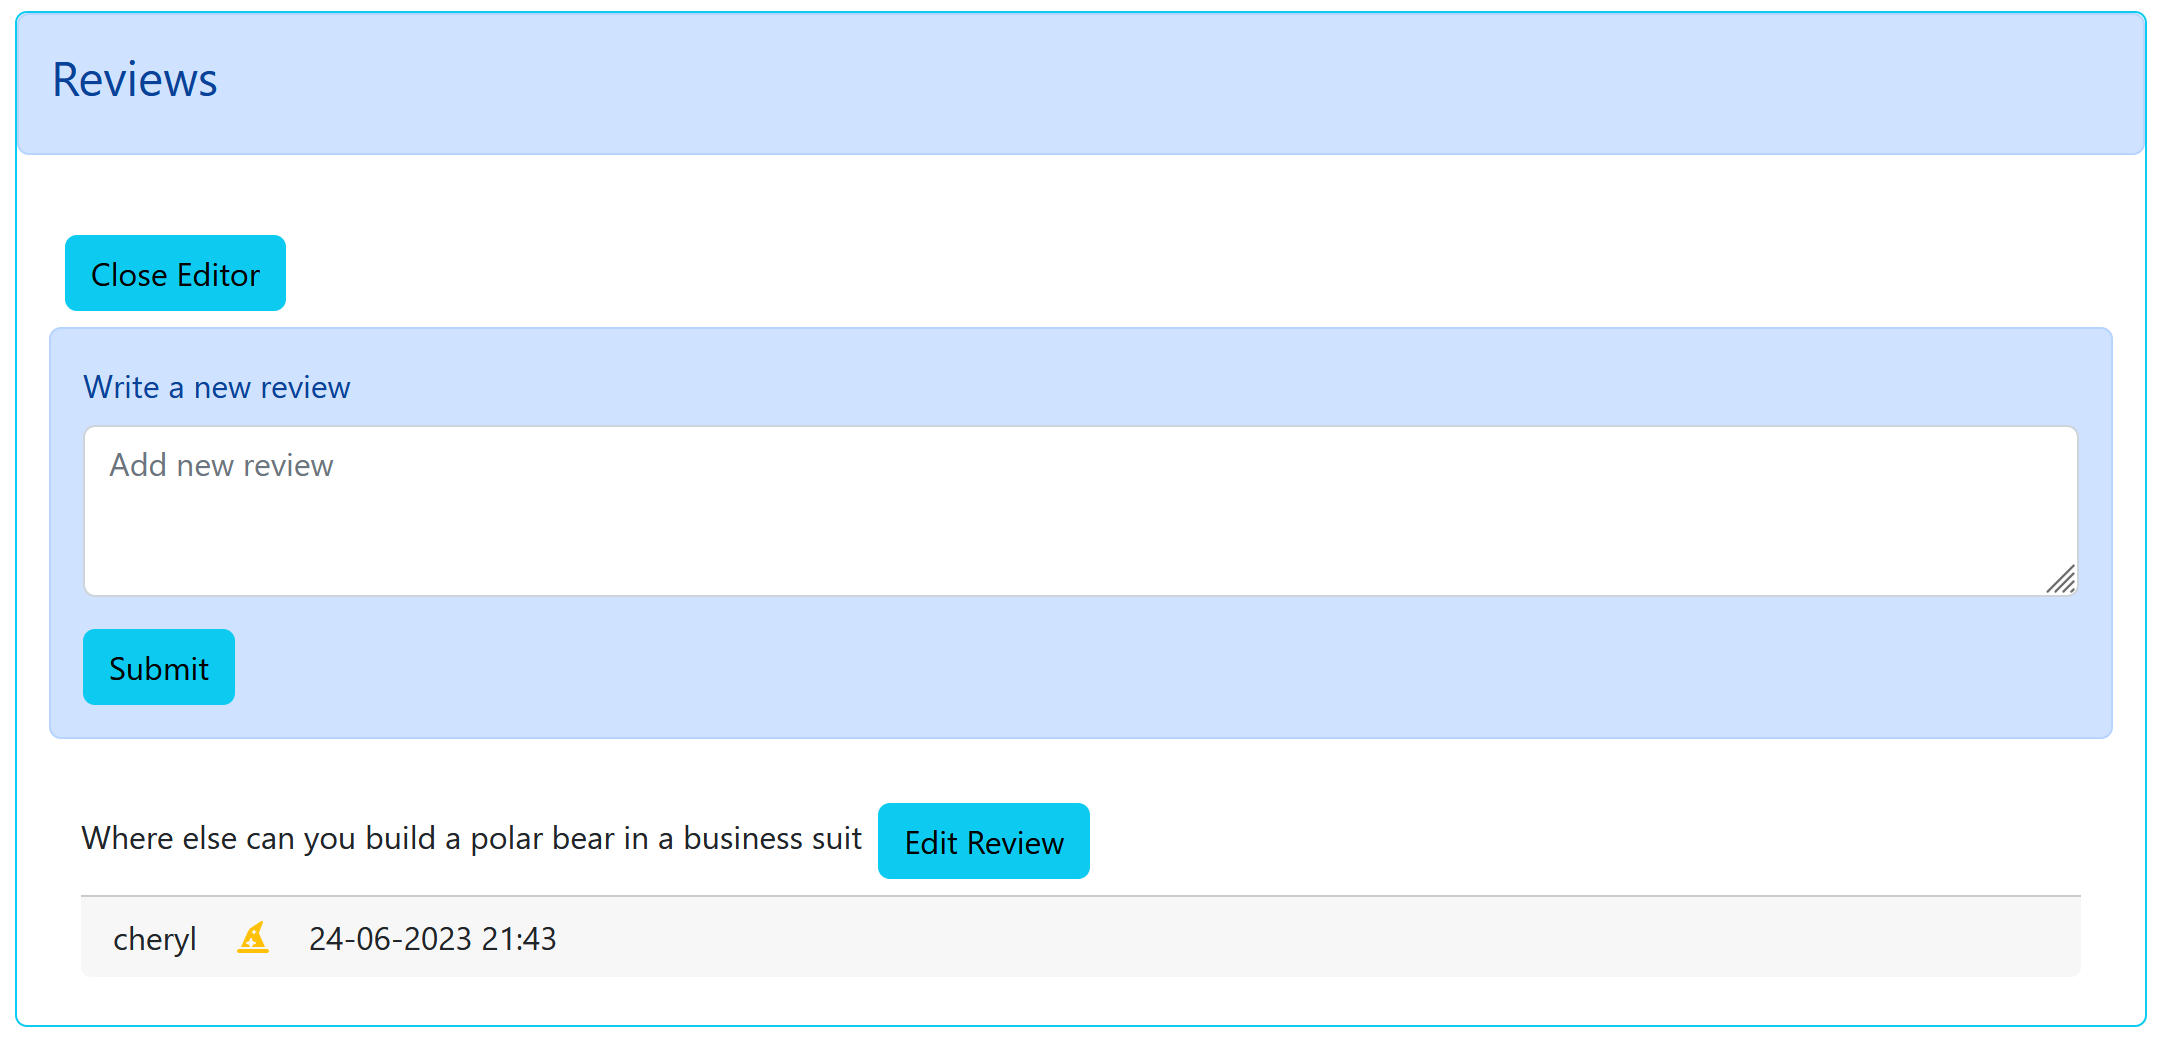 Reviews
Close Editor
Write a new review
Add new review
Submit
Where else can you build a polar bear in a business suit Edit Review
cheryl 24-06-2023 21:43